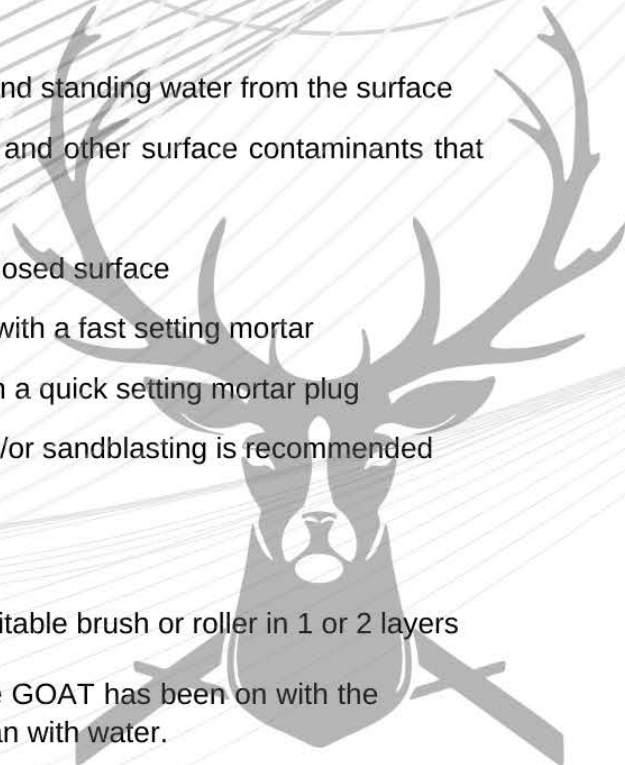 nd standing water from the surface
and other surface contaminants that
osed surface
with a fast setting mortar
a quick setting mortar plug
/or sandblasting is recommended
itable brush or roller in 1 or 2 layers
GOAT has been on with the
an with water.